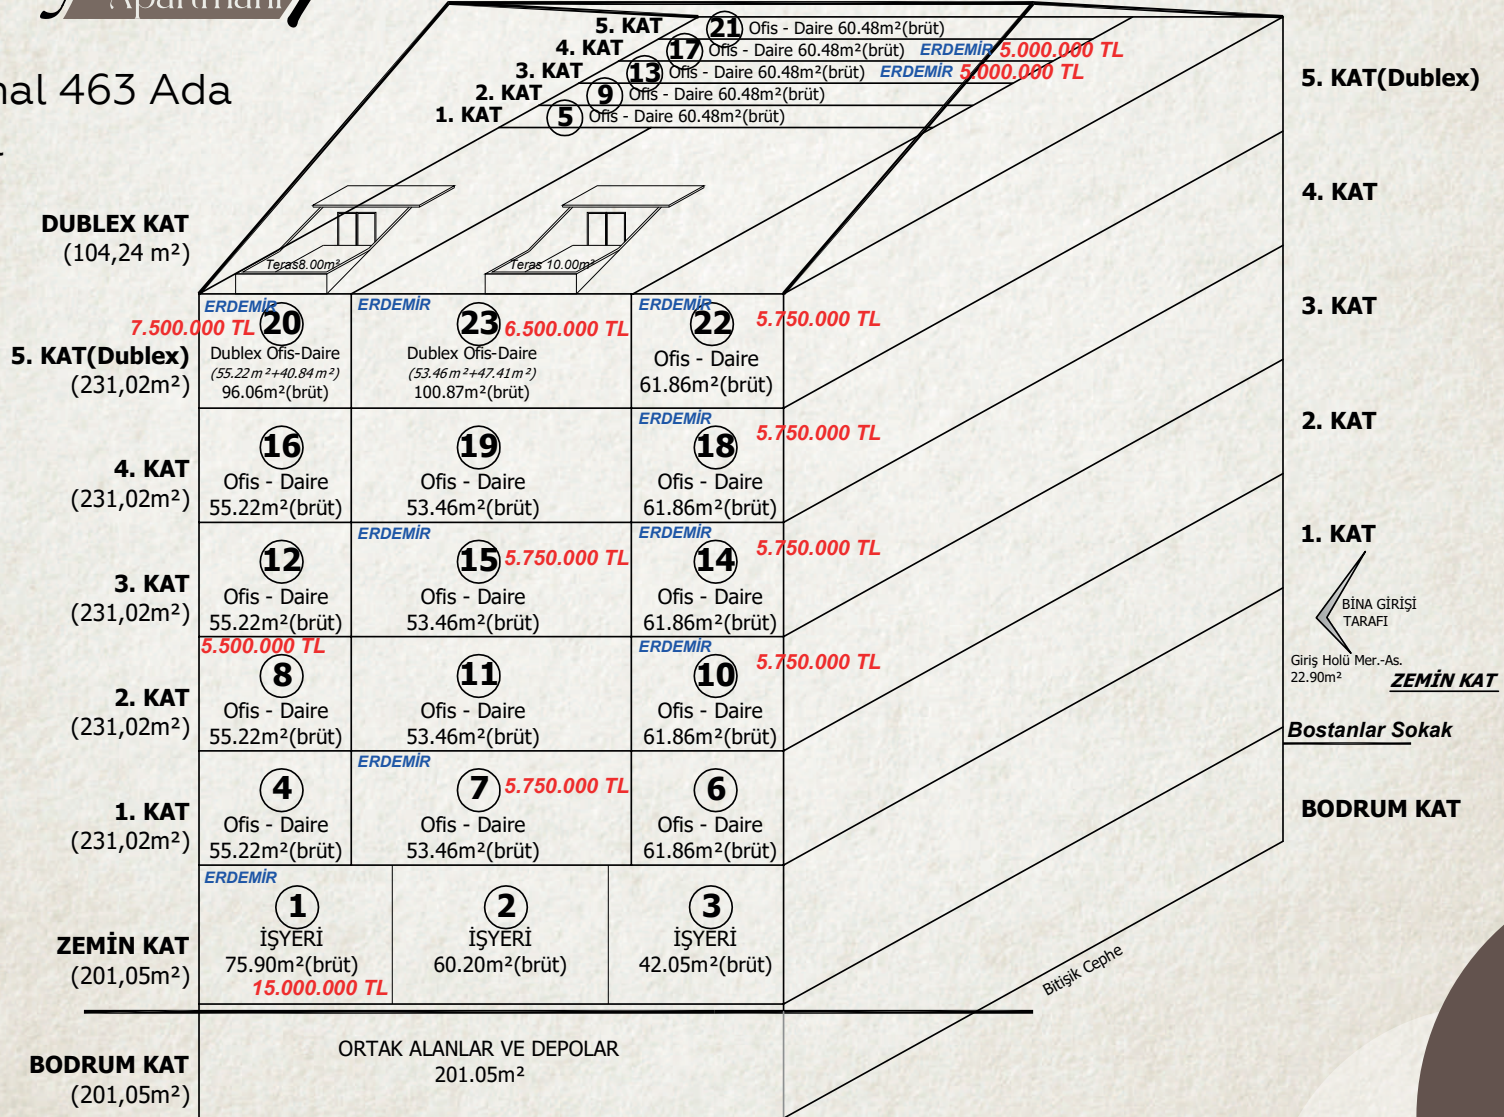 Apartmanı
463 Ada
5. KAT 21 Ofis - Daire 60.48m²(brüt)
4. KAT 17 Ofis - Daire 60.48m²(brüt) ERDEMİR 5.000.000 TL
3. KAT 13 Ofis - Daire 60.48m²(brüt) ERDEMİR 5.000.000 TL
2. KAT 9 Ofis - Daire 60.48m²(brüt)
1. KAT 5 Ofis - Daire 60.48m²(brüt)
DUBLEX KAT
(104,24 m²)
Teras8.00m²
Teras 10.00m²
5. KAT(Dublex)
(231,02m²)
ERDEMİR
7.500.000 TL 20
Dublex Ofis-Daire
(55.22m²+40.84m²)
96.06m²(brüt)
ERDEMİR
23 6.500.000 TL
Dublex Ofis-Daire
(53.46m²+47.41m²)
100.87m²(brüt)
ERDEMİR
22 5.750.000 TL
Ofis - Daire
61.86m²(brüt)
4. KAT
(231,02m²)
16
Ofis - Daire
55.22m²(brüt)
19
Ofis - Daire
53.46m²(brüt)
ERDEMİR
18 5.750.000 TL
Ofis - Daire
61.86m²(brüt)
3. KAT
(231,02m²)
12
Ofis - Daire
55.22m²(brüt)
ERDEMİR
15 5.750.000 TL
Ofis - Daire
53.46m²(brüt)
ERDEMİR
14 5.750.000 TL
Ofis - Daire
61.86m²(brüt)
2. KAT
(231,02m²)
5.500.000 TL
8
Ofis - Daire
55.22m²(brüt)
11
Ofis - Daire
53.46m²(brüt)
ERDEMİR
10 5.750.000 TL
Ofis - Daire
61.86m²(brüt)
1. KAT
(231,02m²)
4
Ofis - Daire
55.22m²(brüt)
ERDEMİR
7 5.750.000 TL
Ofis - Daire
53.46m²(brüt)
6
Ofis - Daire
61.86m²(brüt)
ZEMİN KAT
(201,05m²)
ERDEMİR
1
İŞYERİ
75.90m²(brüt)
15.000.000 TL
2
İŞYERİ
60.20m²(brüt)
3
İŞYERİ
42.05m²(brüt)
BODRUM KAT
(201,05m²)
ORTAK ALANLAR VE DEPOLAR
201.05m²
Bitişik Cephe
5. KAT(Dublex)
4. KAT
3. KAT
2. KAT
1. KAT
BİNA GİRİŞİ
TARAFI
Giriş Holü Mer.-As.
22.90m²
ZEMİN KAT
Bostanlar Sokak
BODRUM KAT